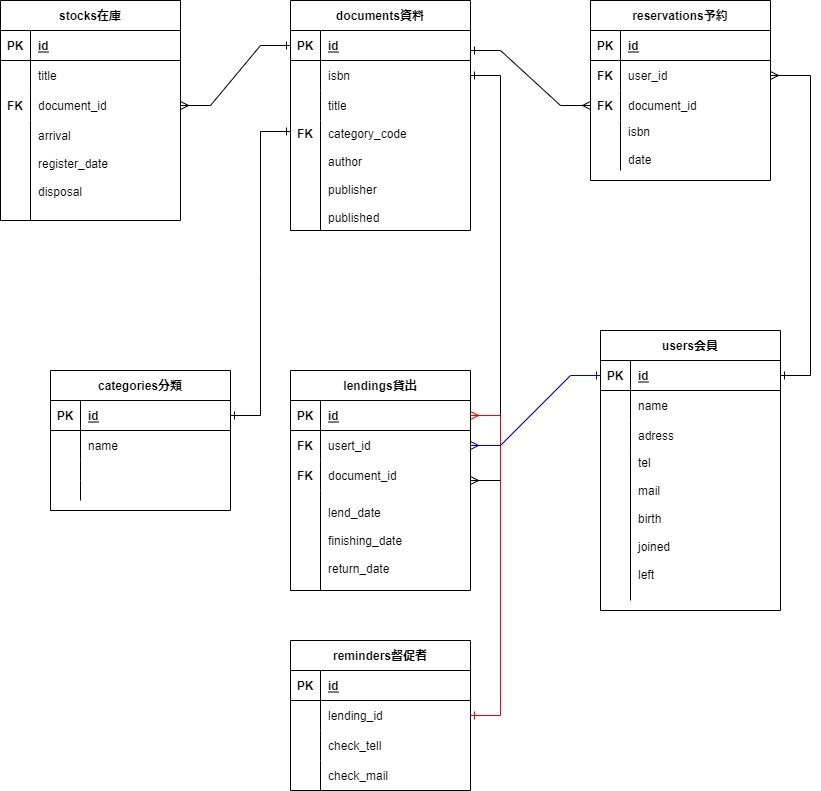 stocks在庫
PK id
title
FK document_id
arrival
register_date
disposal
documents資料
PK id
isbn
title
FK category_code
author
publisher
published
reservations予約
PK id
FK user_id
FK document_id
isbn
date
categories分類
PK id
name
lendings貸出
PK id
FK usert_id
FK document_id
lend_date
finishing_date
return_date
users会員
PK id
name
adress
tel
mail
birth
joined
left
reminders督促者
PK id
lending_id
check_tell
check_mail